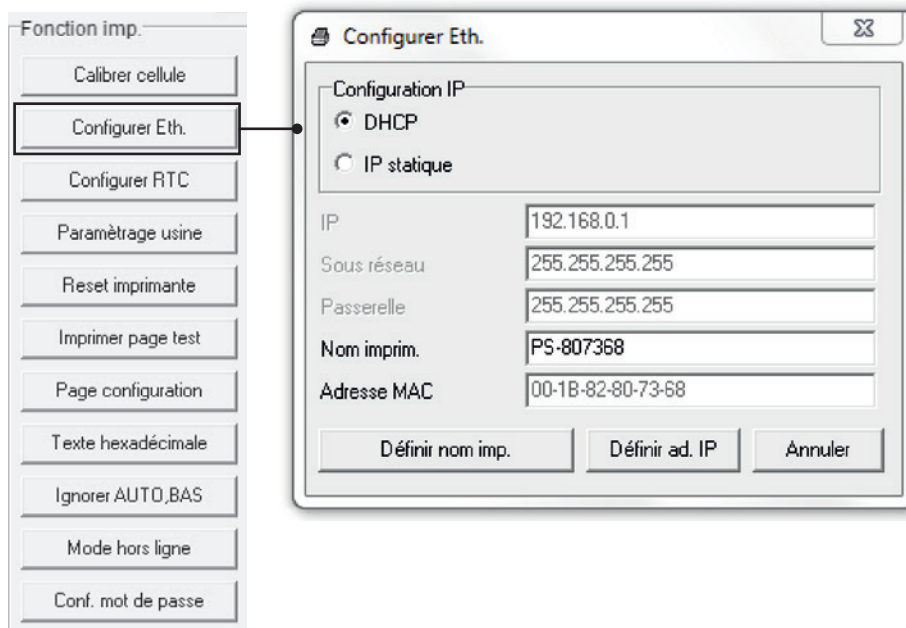 Fonction imp.
Calibrer cellule
Configurer Eth.
Configurer RTC
Paramètrage usine
Reset imprimante
Imprimer page test
Page configuration
Texte hexadécimale
Ignorer AUTO,BAS
Mode hors ligne
Conf. mot de passe
Configurer Eth.
Configuration IP
DHCP
IP statique
IP 192.168.0.1
Sous réseau 255.255.255.255
Passerelle 255.255.255.255
Nom imprim. PS-807368
Adresse MAC 00-1B-82-80-73-68
Définir nom imp. Définir ad. IP Annuler